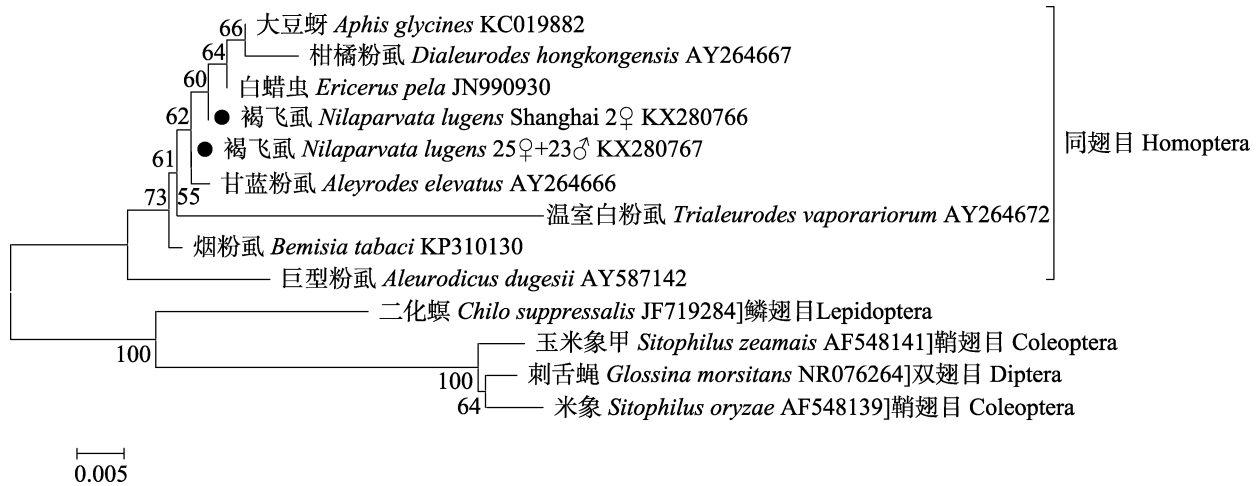 66 大豆蚜 Aphis glycines KC019882
64 柑橘粉虱 Dialeurodes hongkongensis AY264667
60 白蜡虫 Ericerus pela JN990930
62 ● 褐飞虱 Nilaparvata lugens Shanghai 2♀ KX280766
● 褐飞虱 Nilaparvata lugens 25♀+23♂ KX280767
同翅目 Homoptera
61 甘蓝粉虱 Aleyrodes elevatus AY264666
73 55
温室白粉虱 Trialeurodes vaporariorum AY264672
烟粉虱 Bemisia tabaci KP310130
巨型粉虱 Aleurodicus dugesii AY587142
二化螟 Chilo suppressalis JF719284]鳞翅目Lepidoptera
100 玉米象甲 Sitophilus zeamais AF548141]鞘翅目 Coleoptera
100 刺舌蝇 Glossina morsitans NR076264]双翅目 Diptera
64 米象 Sitophilus oryzae AF548139]鞘翅目 Coleoptera
0.005